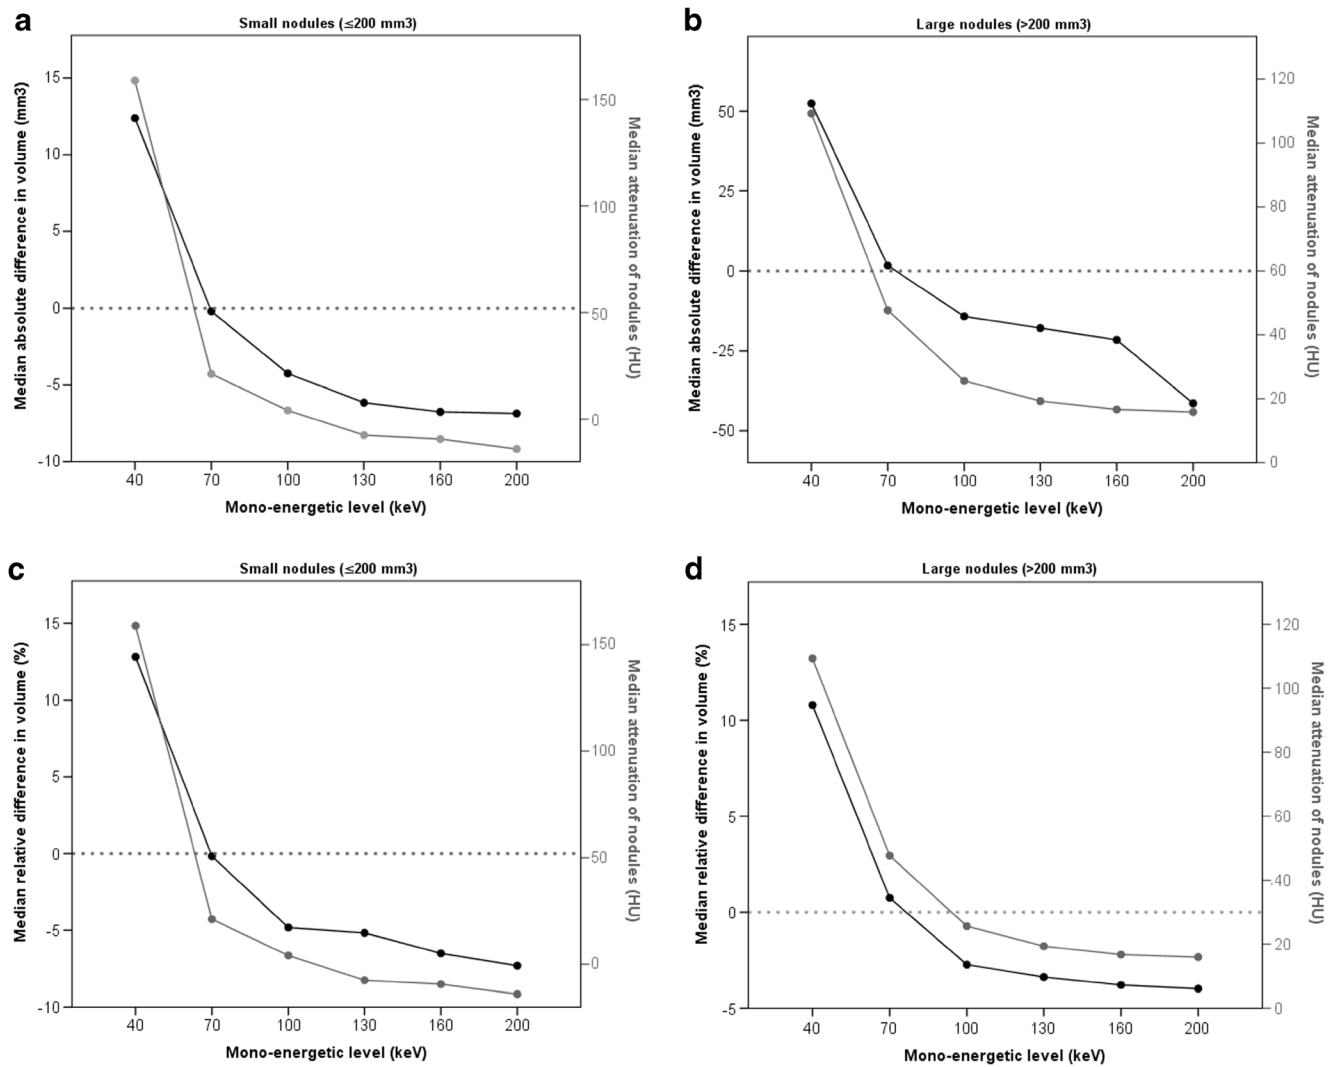 a
Small nodules (≤200 mm3)
Median absolute difference in volume (mm3)
15
10
5
0
-5
-10
150
100
50
0
Median attenuation of nodules (HU)
40 70 100 130 160 200
Mono-energetic level (keV)
b
Large nodules (>200 mm3)
Median absolute difference in volume (mm3)
50
25
0
-25
-50
120
100
80
60
40
20
0
Median attenuation of nodules (HU)
40 70 100 130 160 200
Mono-energetic level (keV)
c
Small nodules (≤200 mm3)
Median relative difference in volume (%)
15
10
5
0
-5
-10
150
100
50
0
Median attenuation of nodules (HU)
40 70 100 130 160 200
Mono-energetic level (keV)
d
Large nodules (>200 mm3)
Median relative difference in volume (%)
15
10
5
0
-5
120
100
80
60
40
20
0
Median attenuation of nodules (HU)
40 70 100 130 160 200
Mono-energetic level (keV)